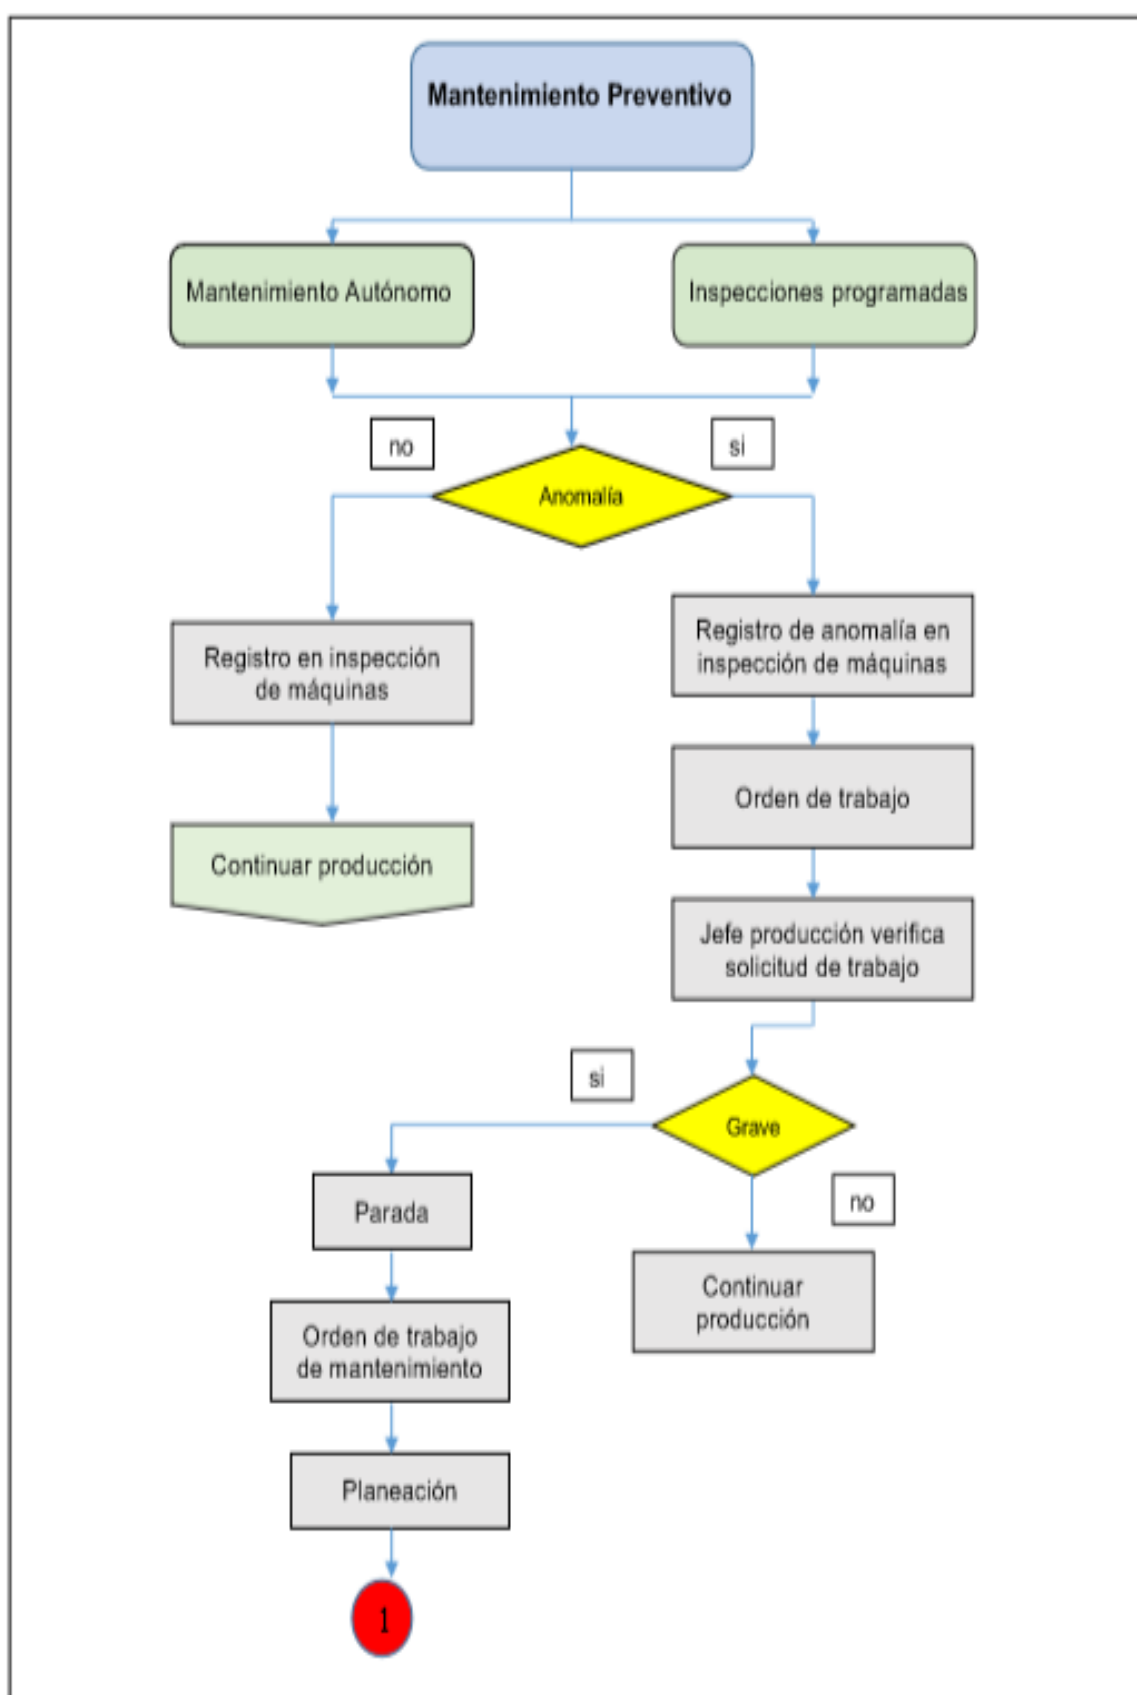 Mantenimiento Preventivo
Mantenimiento Autónomo
Inspecciones programadas
no
si
Anomalía
Registro en inspección
de máquinas
Registro de anomalía en
inspección de máquinas
Orden de trabajo
Continuar producción
Jefe producción verifica
solicitud de trabajo
si
Grave
no
Parada
Continuar
producción
Orden de trabajo
de mantenimiento
Planeación
1